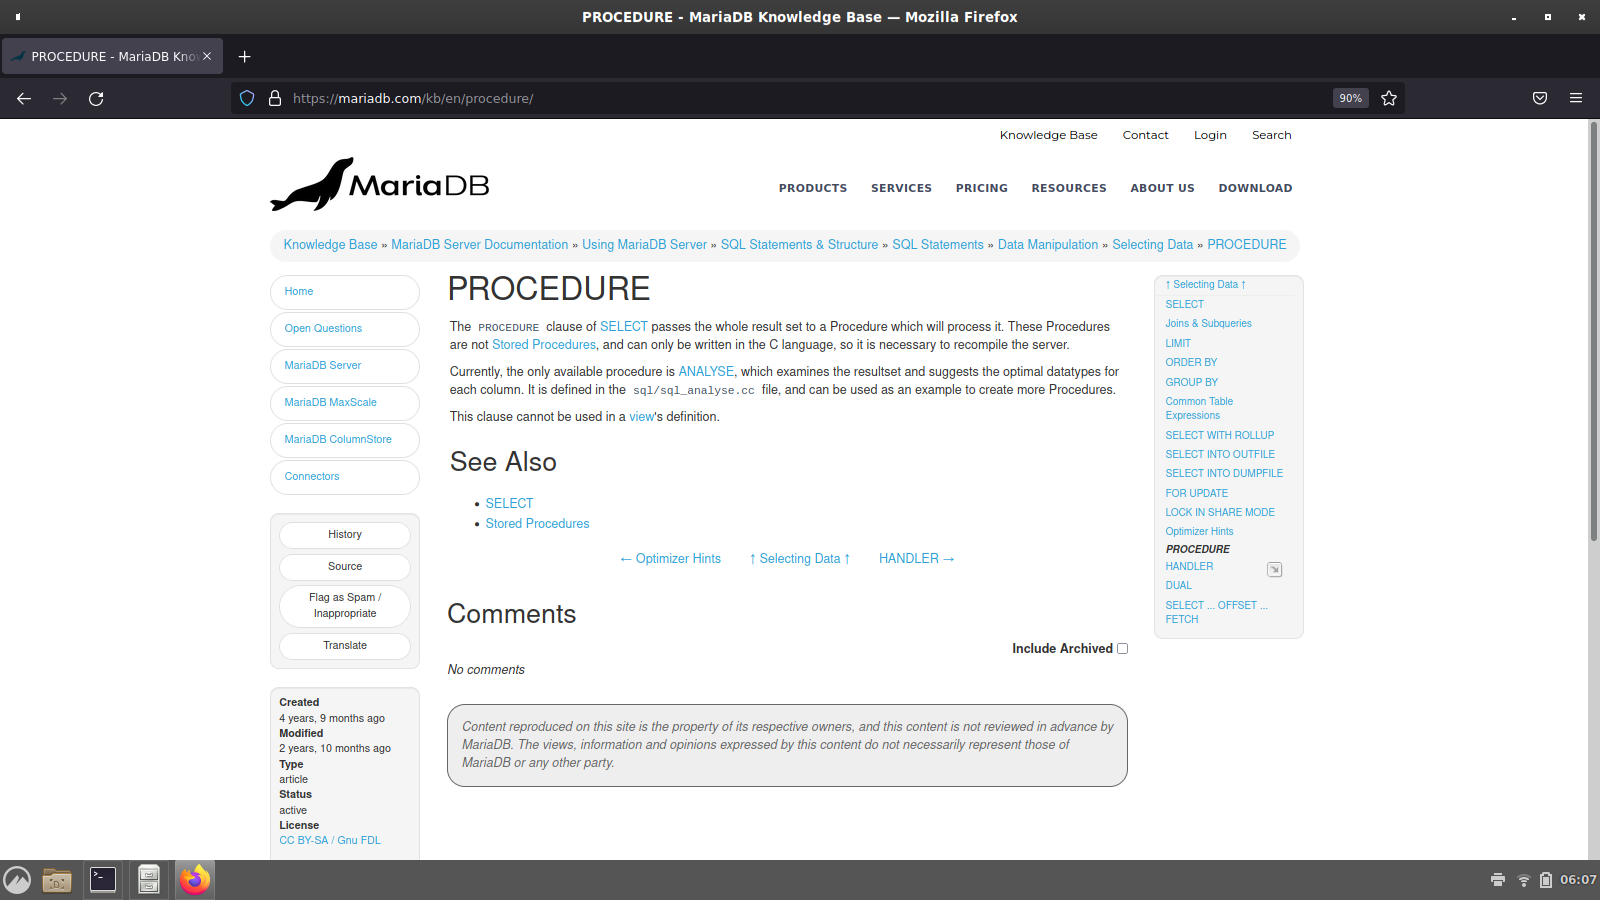 PROCEDURE - MariaDB Knowledge Base — Mozilla Firefox
PROCEDURE - MariaDB Kno
https://mariadb.com/kb/en/procedure/
90%
Knowledge Base Contact Login Search
MariaDB
PRODUCTS SERVICES PRICING RESOURCES ABOUT US DOWNLOAD
Knowledge Base » MariaDB Server Documentation » Using MariaDB Server » SQL Statements & Structure » SQL Statements » Data Manipulation » Selecting Data » PROCEDURE
Home
Open Questions
MariaDB Server
MariaDB MaxScale
MariaDB ColumnStore
Connectors
History
Source
Flag as Spam /
Inappropriate
Translate
Created
4 years, 9 months ago
Modified
2 years, 10 months ago
Type
article
Status
active
License
CC BY-SA / Gnu FDL
PROCEDURE
The PROCEDURE clause of SELECT passes the whole result set to a Procedure which will process it. These Procedures
are not Stored Procedures, and can only be written in the C language, so it is necessary to recompile the server.
Currently, the only available procedure is ANALYSE, which examines the resultset and suggests the optimal datatypes for
each column. It is defined in the sql/sql_analyse.cc file, and can be used as an example to create more Procedures.
This clause cannot be used in a view's definition.
See Also
• SELECT
• Stored Procedures
← Optimizer Hints ↑ Selecting Data ↑ HANDLER →
Comments
Include Archived
No comments
Content reproduced on this site is the property of its respective owners, and this content is not reviewed in advance by
MariaDB. The views, information and opinions expressed by this content do not necessarily represent those of
MariaDB or any other party.
↑ Selecting Data ↑
SELECT
Joins & Subqueries
LIMIT
ORDER BY
GROUP BY
Common Table
Expressions
SELECT WITH ROLLUP
SELECT INTO OUTFILE
SELECT INTO DUMPFILE
FOR UPDATE
LOCK IN SHARE MODE
Optimizer Hints
PROCEDURE
HANDLER
DUAL
SELECT ... OFFSET ...
FETCH
06:07